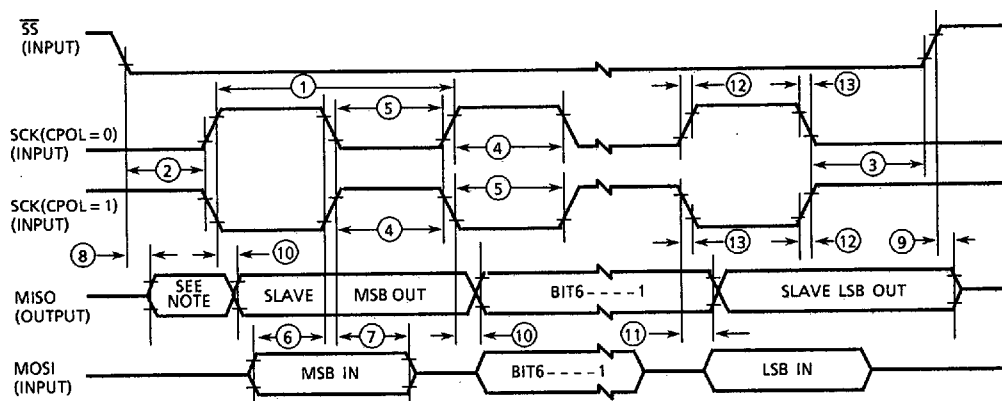 SS
(INPUT)
① ⑫ ⑬
⑤
SCK(CPOL = 0)
(INPUT)
④
② ③
SCK(CPOL = 1)
(INPUT)
⑤
④
⑬ ⑫
⑧ ⑩ ⑨
MISO
(OUTPUT)
SEE
NOTE
SLAVE MSB OUT
BIT6-----1
SLAVE LSB OUT
⑥ ⑦ ⑩ ⑪
MOSI
(INPUT)
MSB IN
BIT6-----1
LSB IN